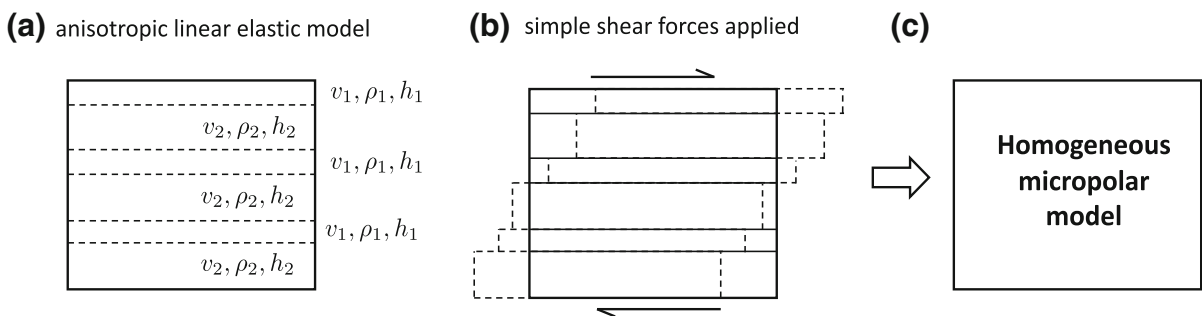 (a) anisotropic linear elastic model
(b) simple shear forces applied
(c)
v₁, ρ₁, h₁
v₂, ρ₂, h₂
v₁, ρ₁, h₁
v₂, ρ₂, h₂
v₁, ρ₁, h₁
v₂, ρ₂, h₂
Homogeneous
micropolar
model